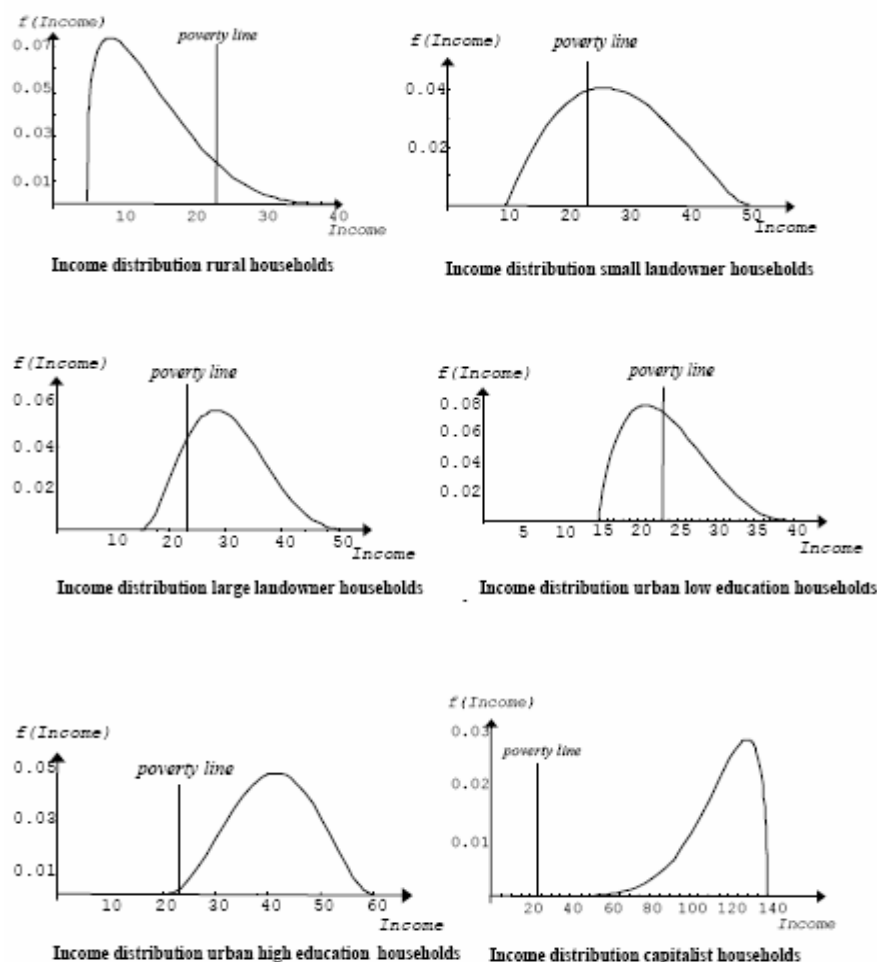 f(Income)
poverty line
0.07
0.05
0.03
0.01
10 20 30 40
Income
Income distribution rural households
f(Income)
poverty line
0.04
0.02
10 20 30 40 50
Income
Income distribution small landowner households
f(Income)
poverty line
0.06
0.04
0.02
10 20 30 40 50
Income
Income distribution large landowner households
f(Income)
poverty line
0.08
0.06
0.04
0.02
5 10 15 20 25 30 35 40
Income
Income distribution urban low education households
f(Income)
poverty line
0.05
0.03
0.01
10 20 30 40 50 60
Income
Income distribution urban high education households
f(Income)
0.03
poverty line
0.02
0.01
20 40 60 80 100 120 140
Income
Income distribution capitalist households